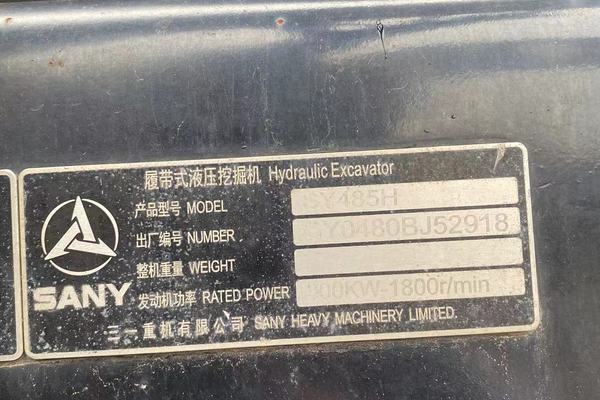 履带式液压挖掘机 Hydraulic Excavator
产品型号 MODEL SY485H
出厂编号 NUMBER SY0480BJ52918
整机重量 WEIGHT
发动机功率 RATED POWER 300KW-1800r/min
SANY
三一重机有限公司 SANY HEAVY MACHINERY LIMITED